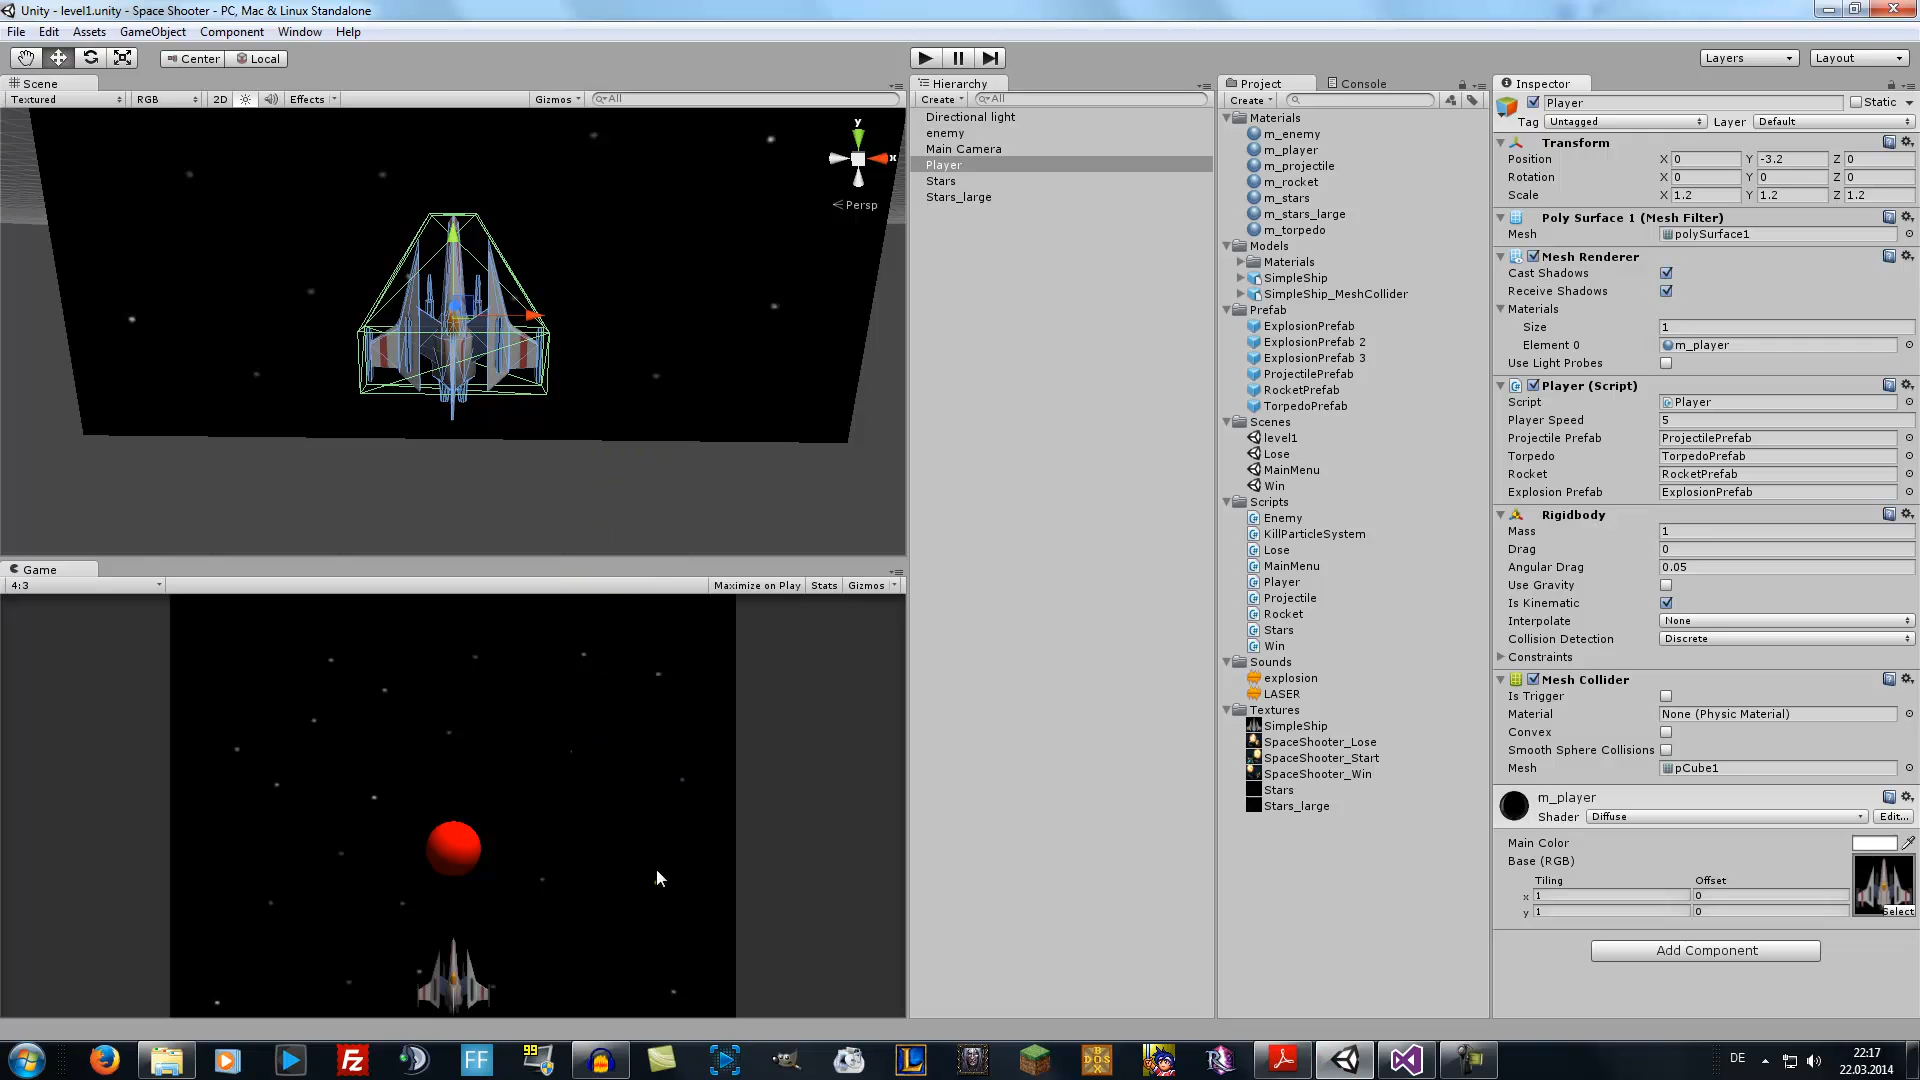 Unity - level1.unity - Space Shooter - PC, Mac & Linux Standalone
File Edit Assets GameObject Component Window Help
Center Local
Layers Layout
Scene
Textured RGB 2D Effects Gizmos All
y
x
Persp
Game
4:3 Maximize on Play Stats Gizmos
Hierarchy
Create All
Directional light
enemy
Main Camera
Player
Stars
Stars_large
Project Console
Create
Materials
m_enemy
m_player
m_projectile
m_rocket
m_stars
m_stars_large
m_torpedo
Models
Materials
SimpleShip
SimpleShip_MeshCollider
Prefab
ExplosionPrefab
ExplosionPrefab 2
ExplosionPrefab 3
ProjectilePrefab
RocketPrefab
TorpedoPrefab
Scenes
level1
Lose
MainMenu
Win
Scripts
Enemy
KillParticleSystem
Lose
MainMenu
Player
Projectile
Rocket
Stars
Win
Sounds
explosion
LASER
Textures
SimpleShip
SpaceShooter_Lose
SpaceShooter_Start
SpaceShooter_Win
Stars
Stars_large
Inspector
Player Static
Tag Untagged Layer Default
Transform
Position X 0 Y -3.2 Z 0
Rotation X 0 Y 0 Z 0
Scale X 1.2 Y 1.2 Z 1.2
Poly Surface 1 (Mesh Filter)
Mesh polySurface1
Mesh Renderer
Cast Shadows
Receive Shadows
Materials
Size 1
Element 0 m_player
Use Light Probes
Player (Script)
Script Player
Player Speed 5
Projectile Prefab ProjectilePrefab
Torpedo TorpedoPrefab
Rocket RocketPrefab
Explosion Prefab ExplosionPrefab
Rigidbody
Mass 1
Drag 0
Angular Drag 0.05
Use Gravity
Is Kinematic
Interpolate None
Collision Detection Discrete
Constraints
Mesh Collider
Is Trigger
Material None (Physic Material)
Convex
Smooth Sphere Collisions
Mesh pCube1
m_player
Shader Diffuse Edit...
Main Color
Base (RGB)
Tiling Offset
x 1 0
y 1 0
Select
Add Component
FF 99 DE
22:17
22.03.2014